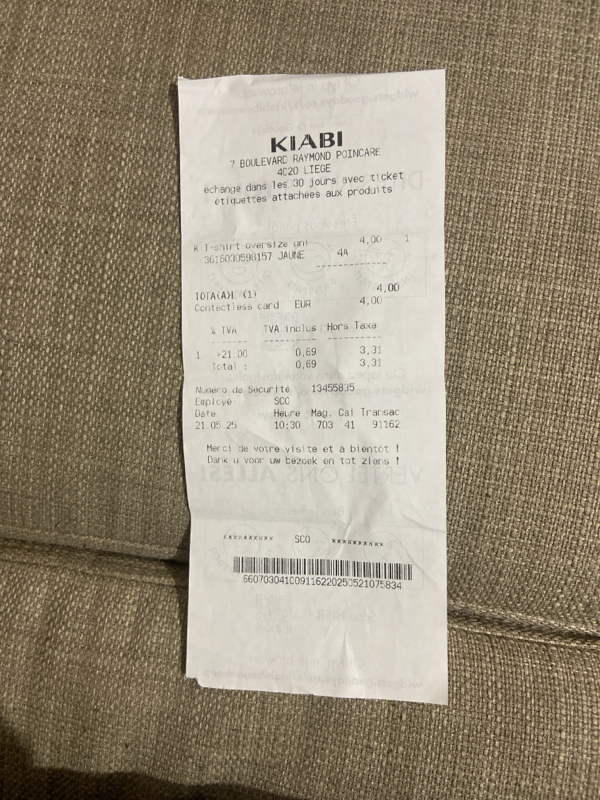 KIABI
7 BOULEVARD RAYMOND POINCARE
4020 LIEGE
échange dans les 30 jours avec ticket
étiquettes attachées aux produits
K T-shirt oversize uni 4,00 1
3616030598157 JAUNE 4A
------------
TOTA(A)L (1) 4,00
Contactless card EUR 4,00
% TVA TVA inclus Hors Taxe
1 =21.00 0,69 3,31
Total : 0,69 3,31
Numéro de Sécurité 13455835
Employé SCO
Date Heure Mag. Cai Transac
21.05.25 10:30 703 41 91162
Merci de votre visite et à bientôt !
Dank u voor uw bezoek en tot ziens !
********** SCO **********
660703041009116220250521075834